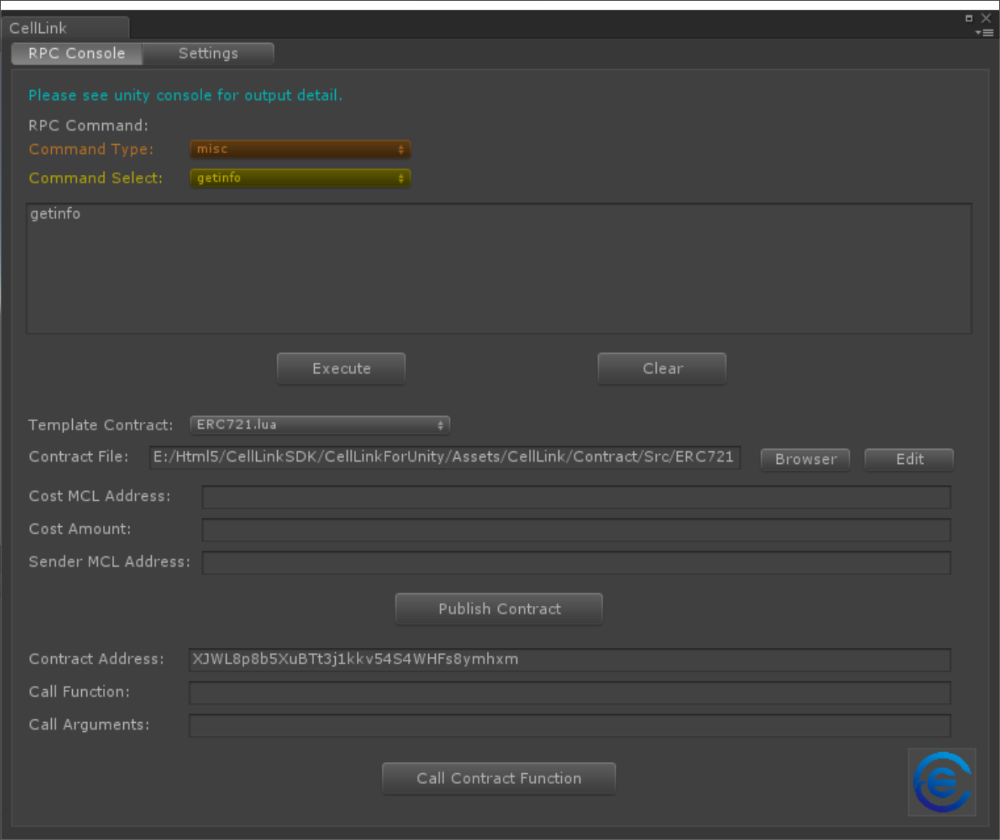 CellLink
RPC Console Settings
Please see unity console for output detail.
RPC Command:
Command Type: misc
Command Select: getinfo
getinfo
Execute Clear
Template Contract: ERC721.lua
Contract File: E:/Html5/CellLinkSDK/CellLinkForUnity/Assets/CellLink/Contract/Src/ERC721 Browser Edit
Cost MCL Address:
Cost Amount:
Sender MCL Address:
Publish Contract
Contract Address: XJWL8p8b5XuBTt3j1kkv54S4WHFs8ymhxm
Call Function:
Call Arguments:
Call Contract Function